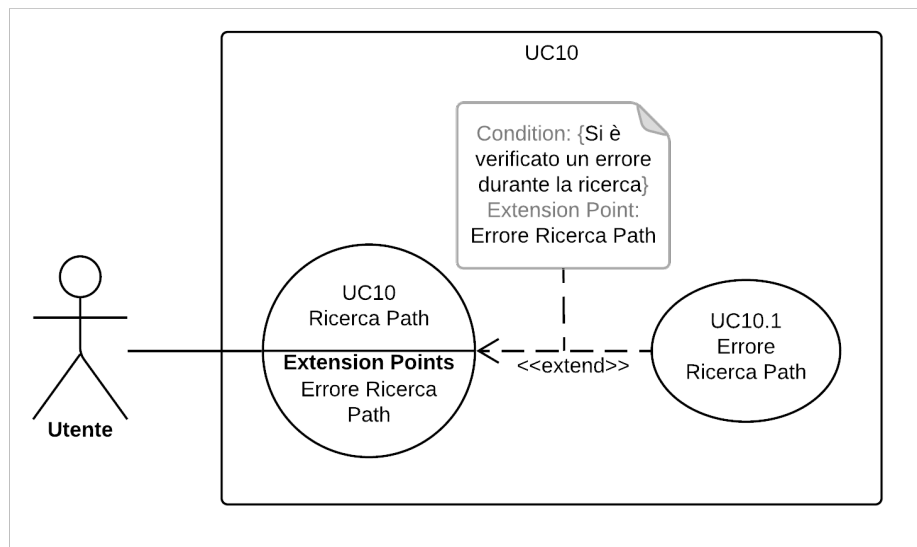 UC10
Condition: {Si è
verificato un errore
durante la ricerca}
Extension Point:
Errore Ricerca Path
UC10
Ricerca Path
Extension Points
Errore Ricerca
Path
<<extend>>
UC10.1
Errore
Ricerca Path
Utente